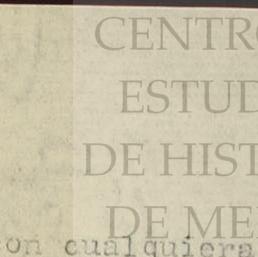 CENTRO
ESTUD
DE HIST
DE ME
on cualquiera